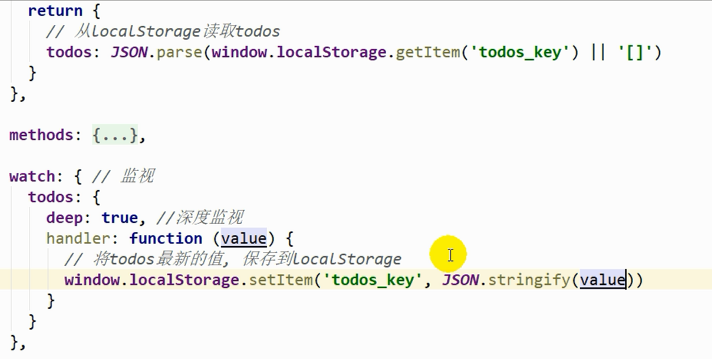 return {
// 从localStorage读取todos
todos: JSON.parse(window.localStorage.getItem('todos_key') || '[]')
}
},
methods: {...},
watch: { // 监视
todos: {
deep: true, //深度监视
handler: function (value) {
// 将todos最新的值, 保存到localStorage
window.localStorage.setItem('todos_key', JSON.stringify(value))
}
}
},